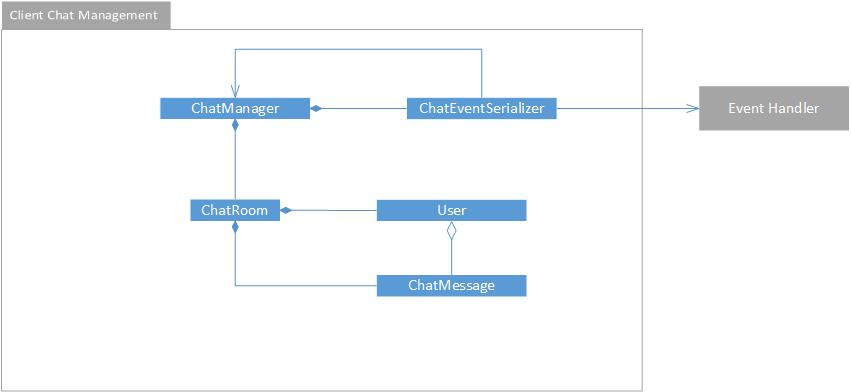 Client Chat Management
ChatManager
ChatEventSerializer
Event Handler
ChatRoom
User
ChatMessage